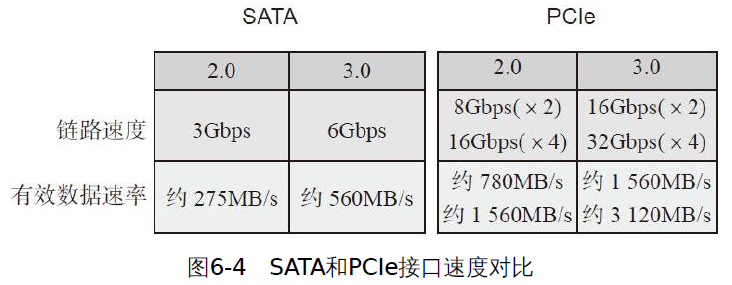 SATA PCIe
2.0 3.0 2.0 3.0
链路速度 3Gbps 6Gbps 8Gbps(×2) 16Gbps(×2)
16Gbps(×4) 32Gbps(×4)
有效数据速率 约 275MB/s 约 560MB/s 约 780MB/s 约 1 560MB/s
约 1 560MB/s 约 3 120MB/s
图6-4 SATA和PCIe接口速度对比